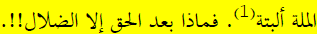 الملة ألبتة(1). فماذا بعد الحق إلا الضلال!!.